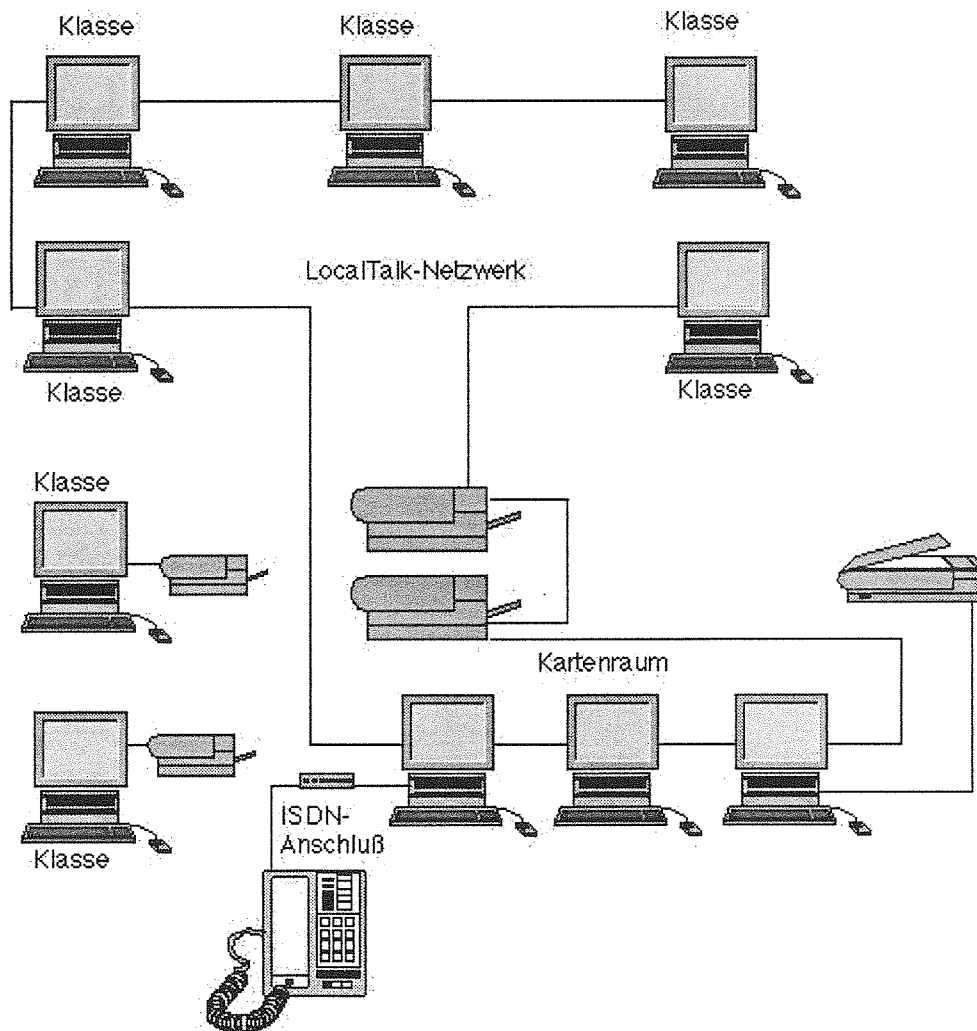 Klasse
Klasse
Klasse
LocalTalk-Netzwerk
Klasse
Klasse
Klasse
Kartenraum
ISDN-
Anschluß
Klasse